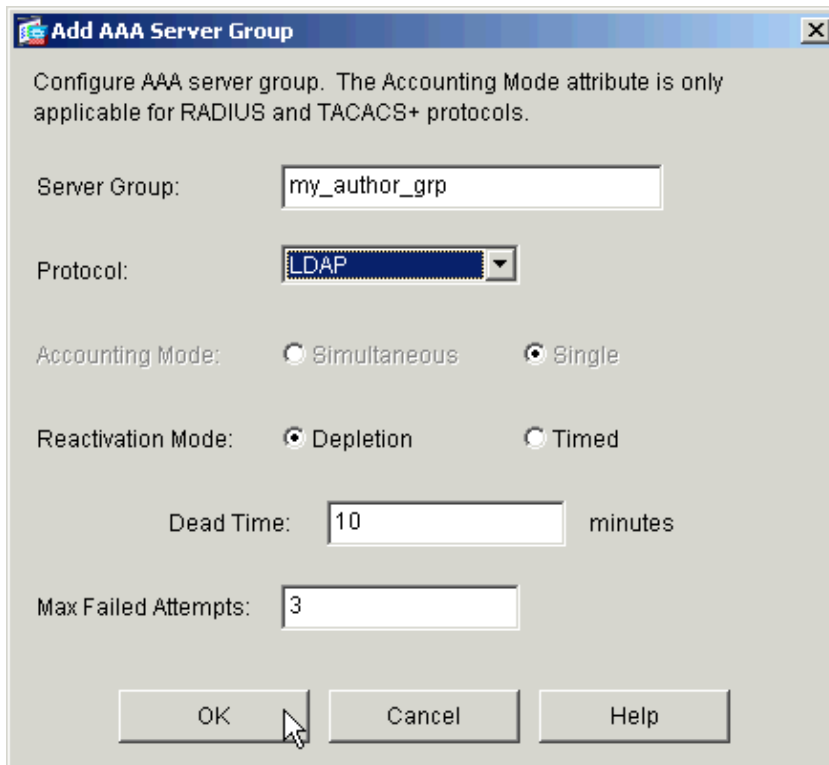 Add AAA Server Group
Configure AAA server group. The Accounting Mode attribute is only
applicable for RADIUS and TACACS+ protocols.
Server Group: my_author_grp
Protocol: LDAP
Accounting Mode: Simultaneous Single
Reactivation Mode: Depletion Timed
Dead Time: 10 minutes
Max Failed Attempts: 3
OK Cancel Help